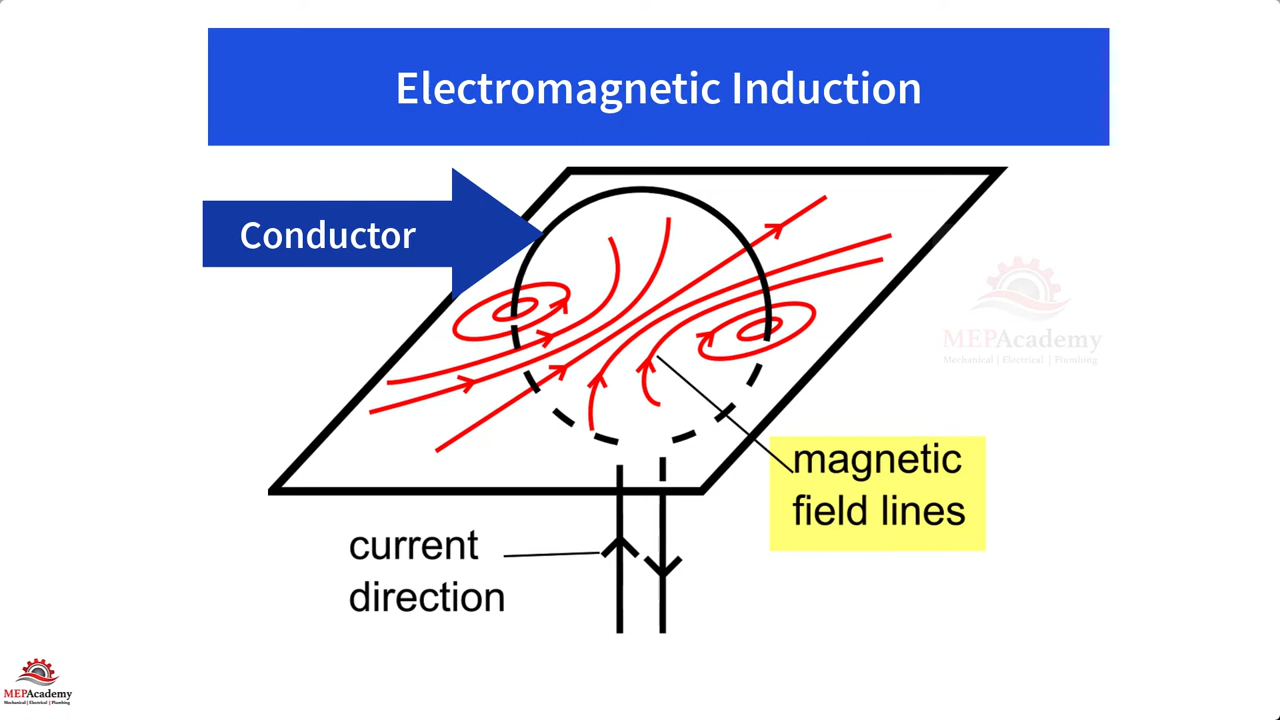 Electromagnetic Induction
Conductor
MEPAcademy
Mechanical | Electrical | Plumbing
magnetic
field lines
current
direction
MEPAcademy
Mechanical | Electrical | Plumbing